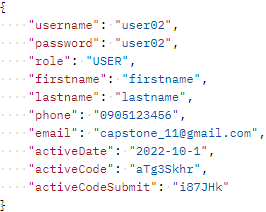 {
"username": "user02",
"password": "user02",
"role": "USER",
"firstname": "firstname",
"lastname": "lastname",
"phone": "0905123456",
"email": "capstone_11@gmail.com",
"activeDate": "2022-10-1",
"activeCode": "aTg3Skhr",
"activeCodeSubmit": "i87JHk"
}